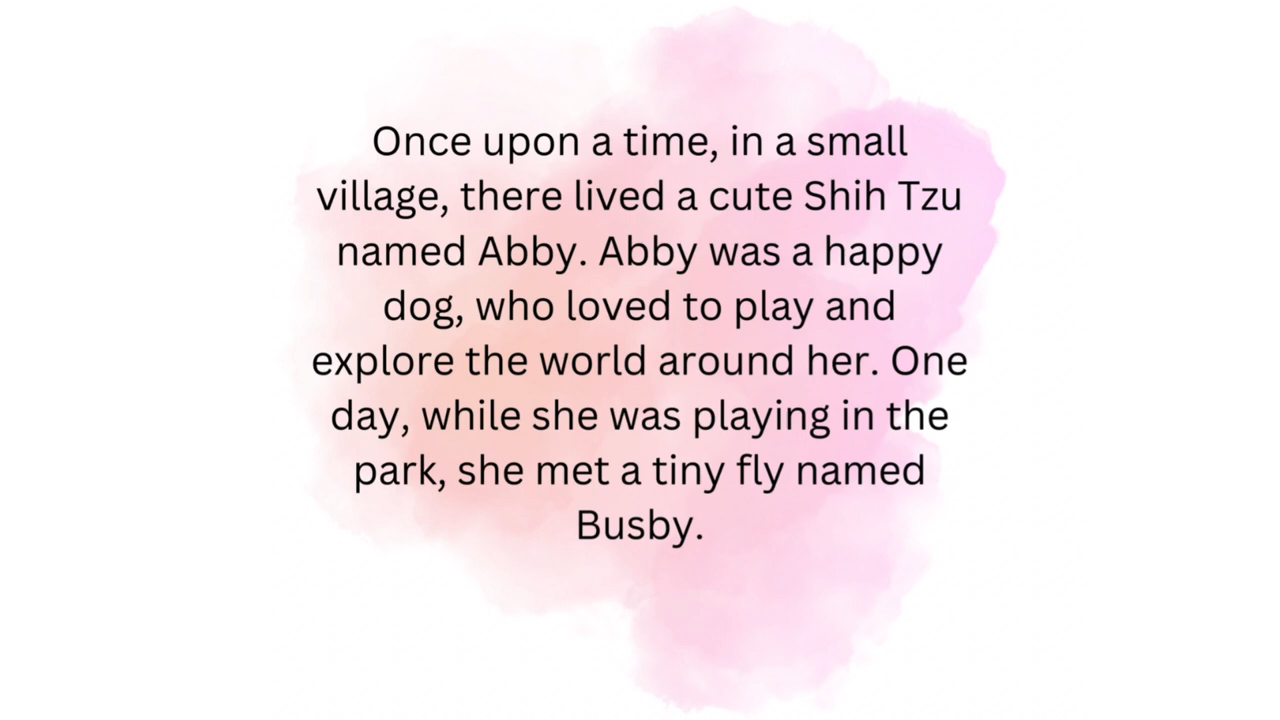 Once upon a time, in a small
village, there lived a cute Shih Tzu
named Abby. Abby was a happy
dog, who loved to play and
explore the world around her. One
day, while she was playing in the
park, she met a tiny fly named
Busby.